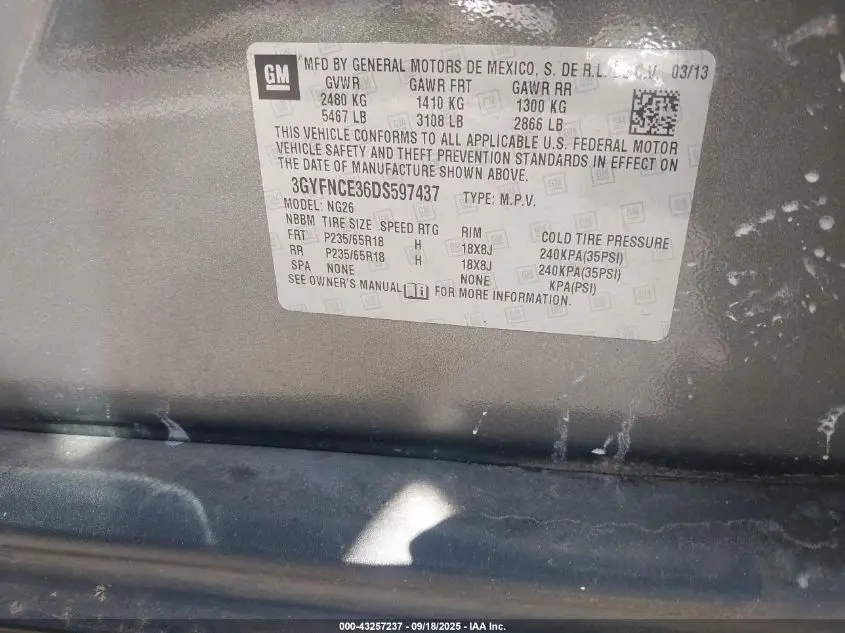 GM
MFD BY GENERAL MOTORS DE MEXICO, S. DE R.L. DE C.V. 03/13
GVWR GAWR FRT GAWR RR
2480 KG 1410 KG 1300 KG
5467 LB 3108 LB 2866 LB
THIS VEHICLE CONFORMS TO ALL APPLICABLE U.S. FEDERAL MOTOR
VEHICLE SAFETY AND THEFT PREVENTION STANDARDS IN EFFECT ON
THE DATE OF MANUFACTURE SHOWN ABOVE.
3GYFNCE36DS597437 TYPE: M.P.V.
MODEL: NG26
NBBM TIRE SIZE SPEED RTG RIM COLD TIRE PRESSURE
FRT P235/65R18 H 18X8J 240KPA(35PSI)
RR P235/65R18 H 18X8J 240KPA(35PSI)
SPA NONE NONE KPA(PSI)
SEE OWNER'S MANUAL FOR MORE INFORMATION.
000-43257237 - 09/18/2025 - IAA Inc.